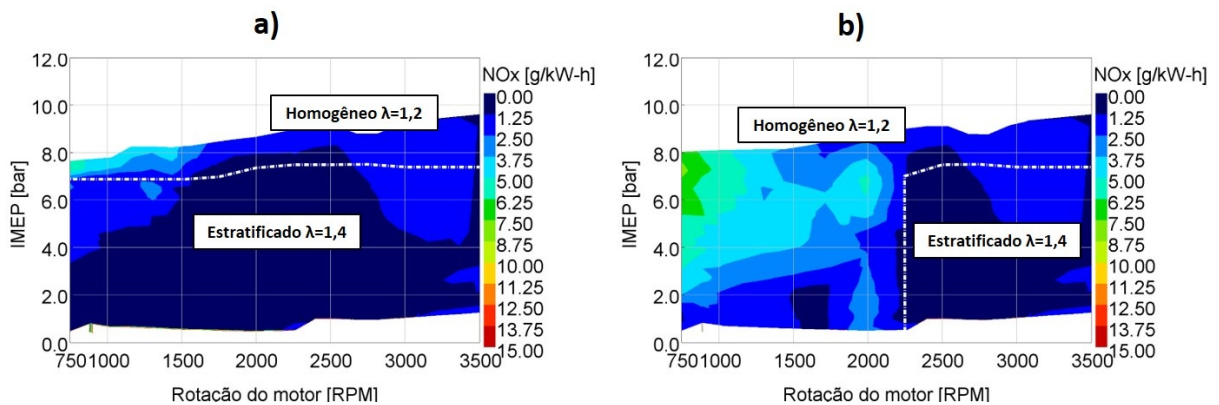 a)
12.0
10.0
8.0
6.0
4.0
2.0
0.0
IMEP [bar]
Homogêneo λ=1,2
Estratificado λ=1,4
7501000 1500 2000 2500 3000 3500
Rotação do motor [RPM]
NOx [g/kW-h]
0.00
1.25
2.50
3.75
5.00
6.25
7.50
8.75
10.00
11.25
12.50
13.75
15.00
b)
12.0
10.0
8.0
6.0
4.0
2.0
0.0
IMEP [bar]
Homogêneo λ=1,2
Estratificado λ=1,4
7501000 1500 2000 2500 3000 3500
Rotação do motor [RPM]
NOx [g/kW-h]
0.00
1.25
2.50
3.75
5.00
6.25
7.50
8.75
10.00
11.25
12.50
13.75
15.00